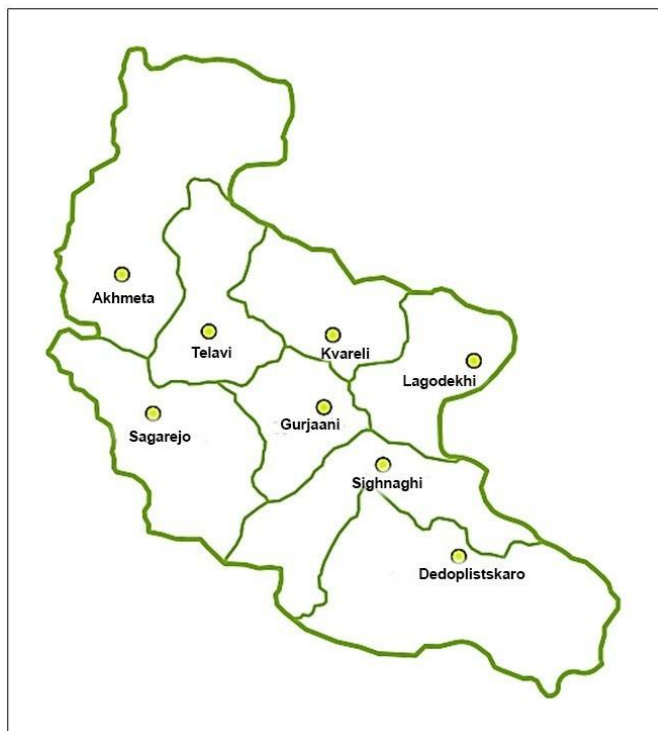 Akhmeta
Telavi
Kvareli
Lagodekhi
Sagarejo
Gurjaani
Sighnaghi
Dedoplistskaro